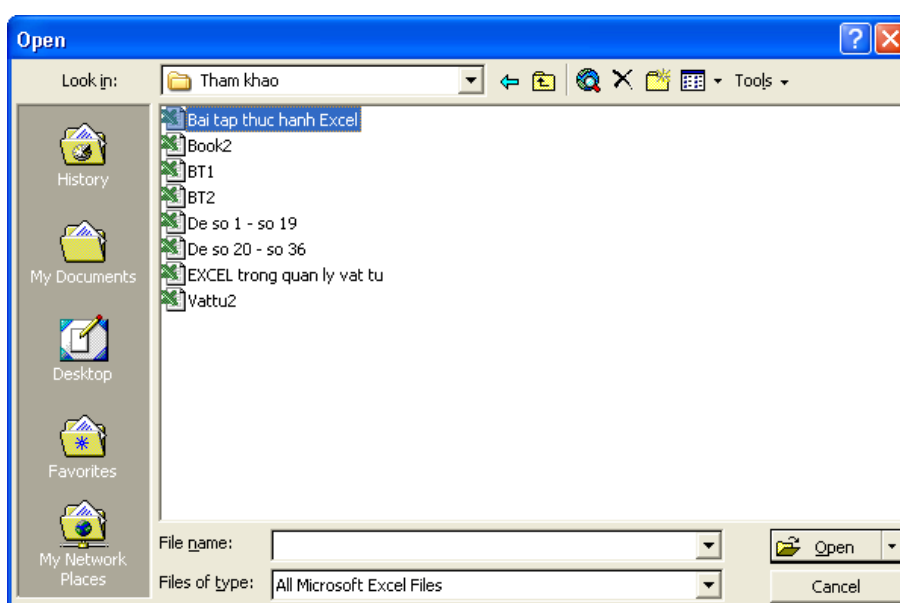 Open
Look in: Tham khao Tools
Bai tap thuc hanh Excel
Book2
BT1
BT2
De so 1 - so 19
De so 20 - so 36
EXCEL trong quan ly vat tu
Vattu2
History
My Documents
Desktop
Favorites
My Network
Places
File name: Open
Files of type: All Microsoft Excel Files Cancel